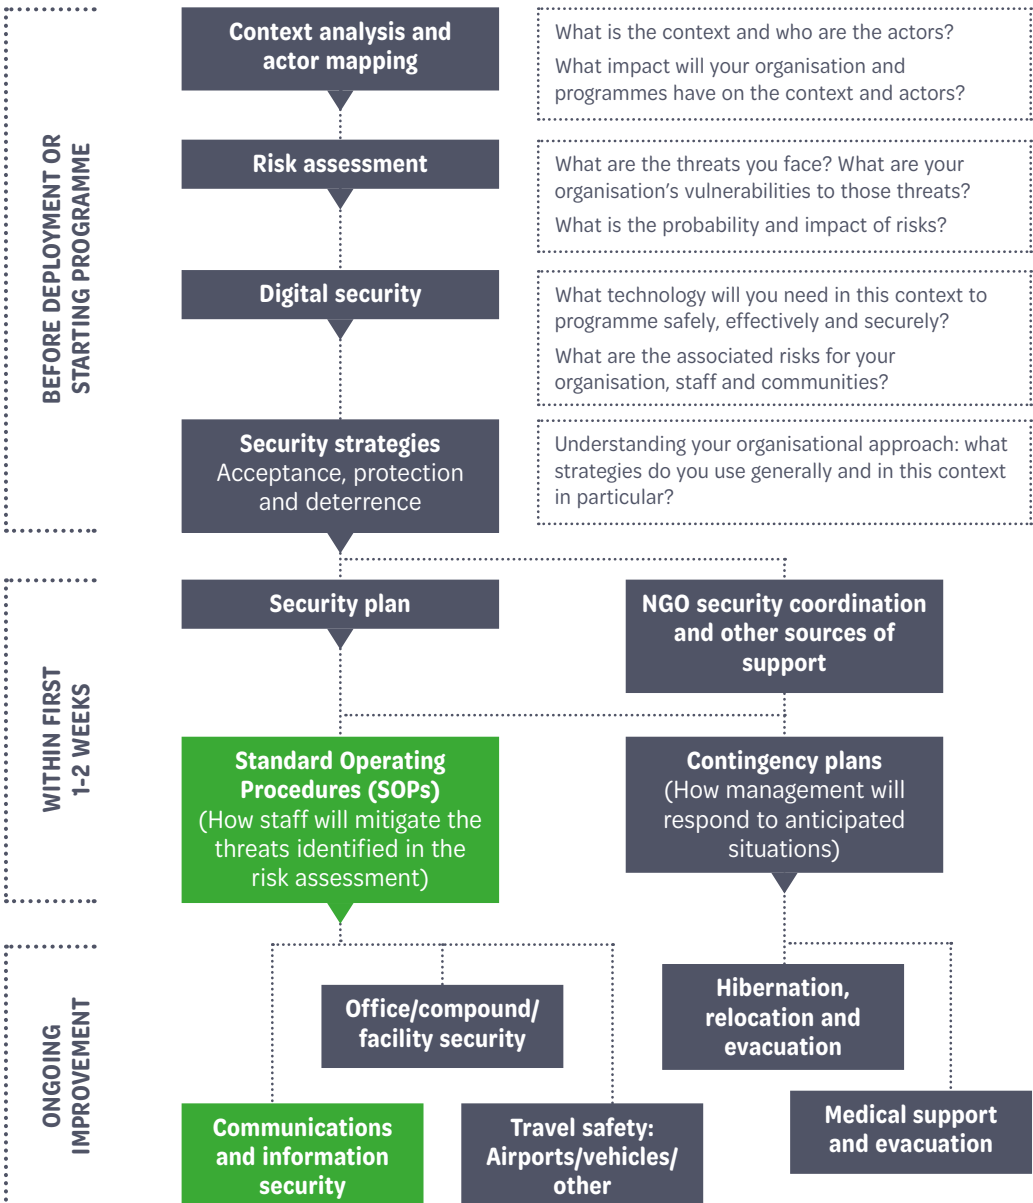 BEFORE DEPLOYMENT OR
STARTING PROGRAMME
Context analysis and
actor mapping
What is the context and who are the actors?
What impact will your organisation and
programmes have on the context and actors?
Risk assessment
What are the threats you face? What are your
organisation's vulnerabilities to those threats?
What is the probability and impact of risks?
Digital security
What technology will you need in this context to
programme safely, effectively and securely?
What are the associated risks for your
organisation, staff and communities?
Security strategies
Acceptance, protection
and deterrence
Understanding your organisational approach: what
strategies do you use generally and in this context
in particular?
WITHIN FIRST
1-2 WEEKS
Security plan
NGO security coordination
and other sources of
support
Standard Operating
Procedures (SOPs)
(How staff will mitigate the
threats identified in the
risk assessment)
Contingency plans
(How management will
respond to anticipated
situations)
ONGOING
IMPROVEMENT
Office/compound/
facility security
Hibernation,
relocation and
evacuation
Communications
and information
security
Travel safety:
Airports/vehicles/
other
Medical support
and evacuation